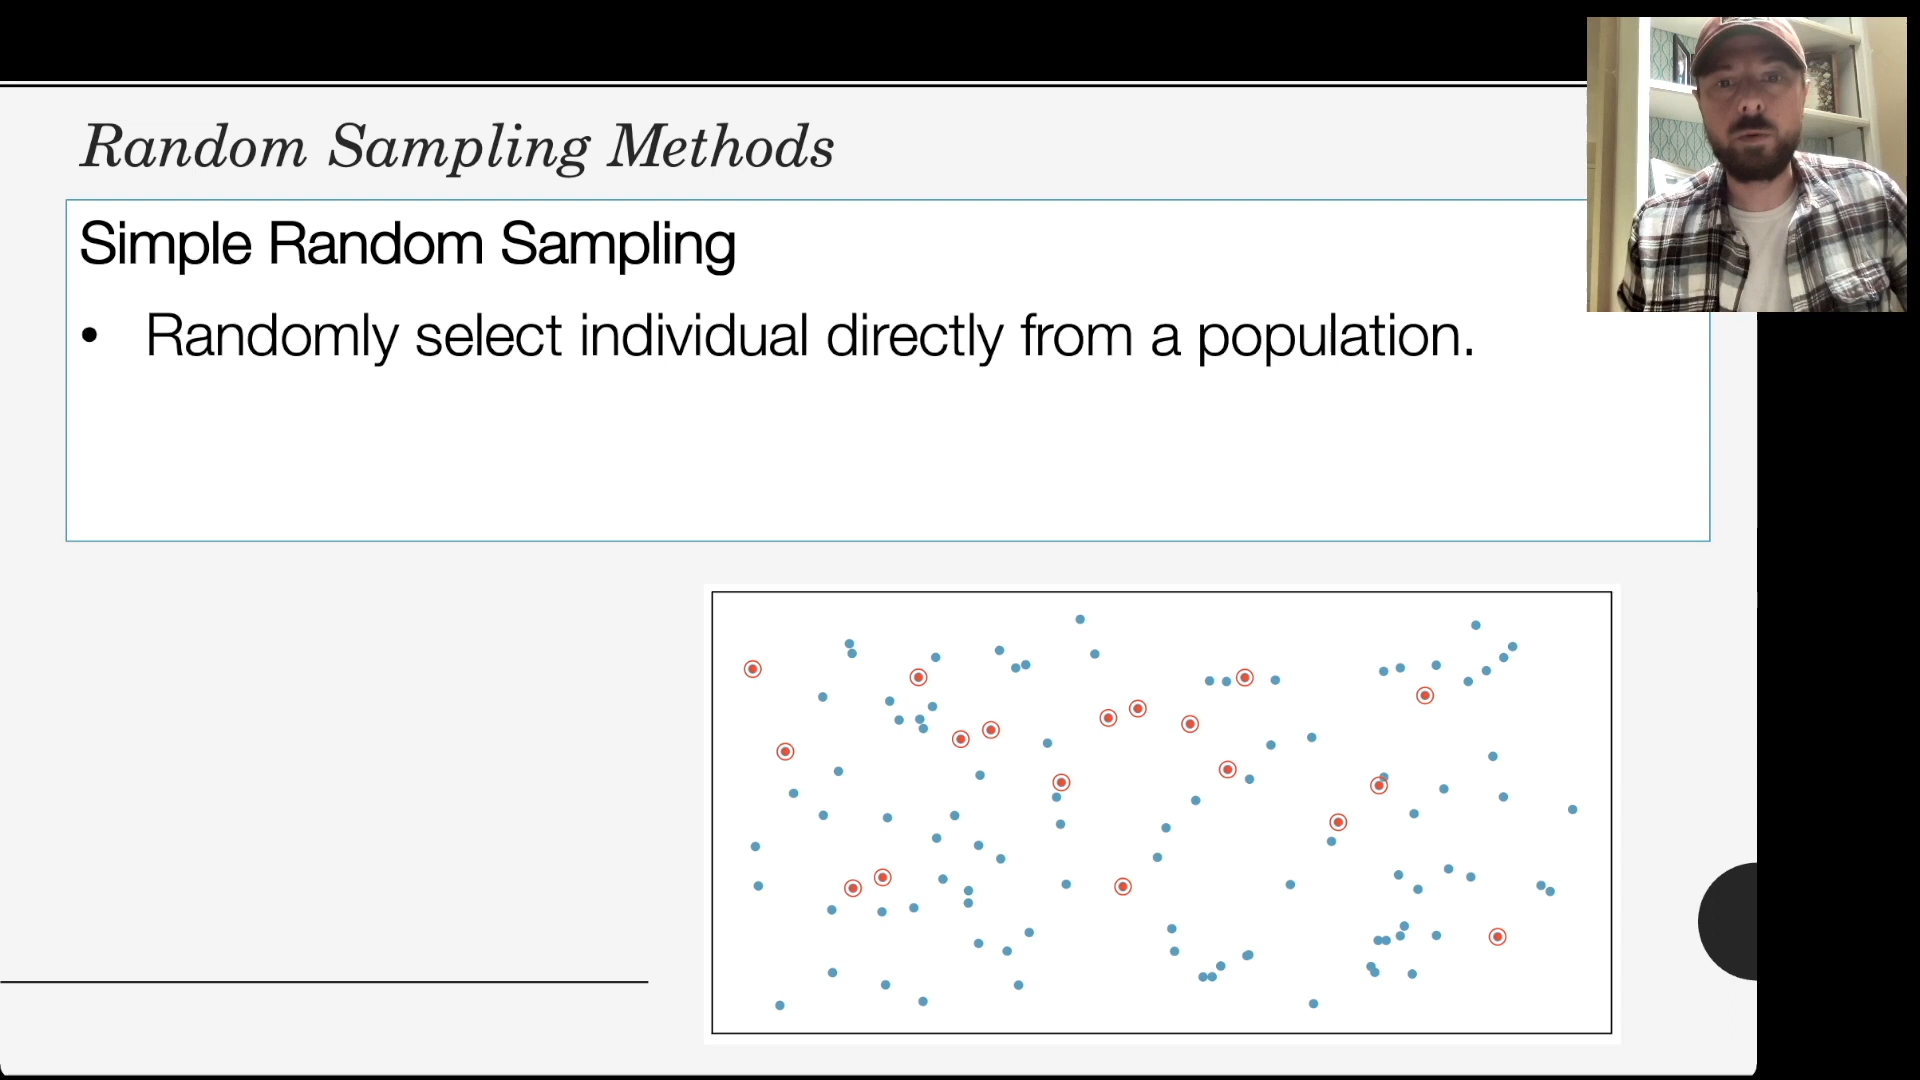 Random Sampling Methods
Simple Random Sampling
• Randomly select individual directly from a population.